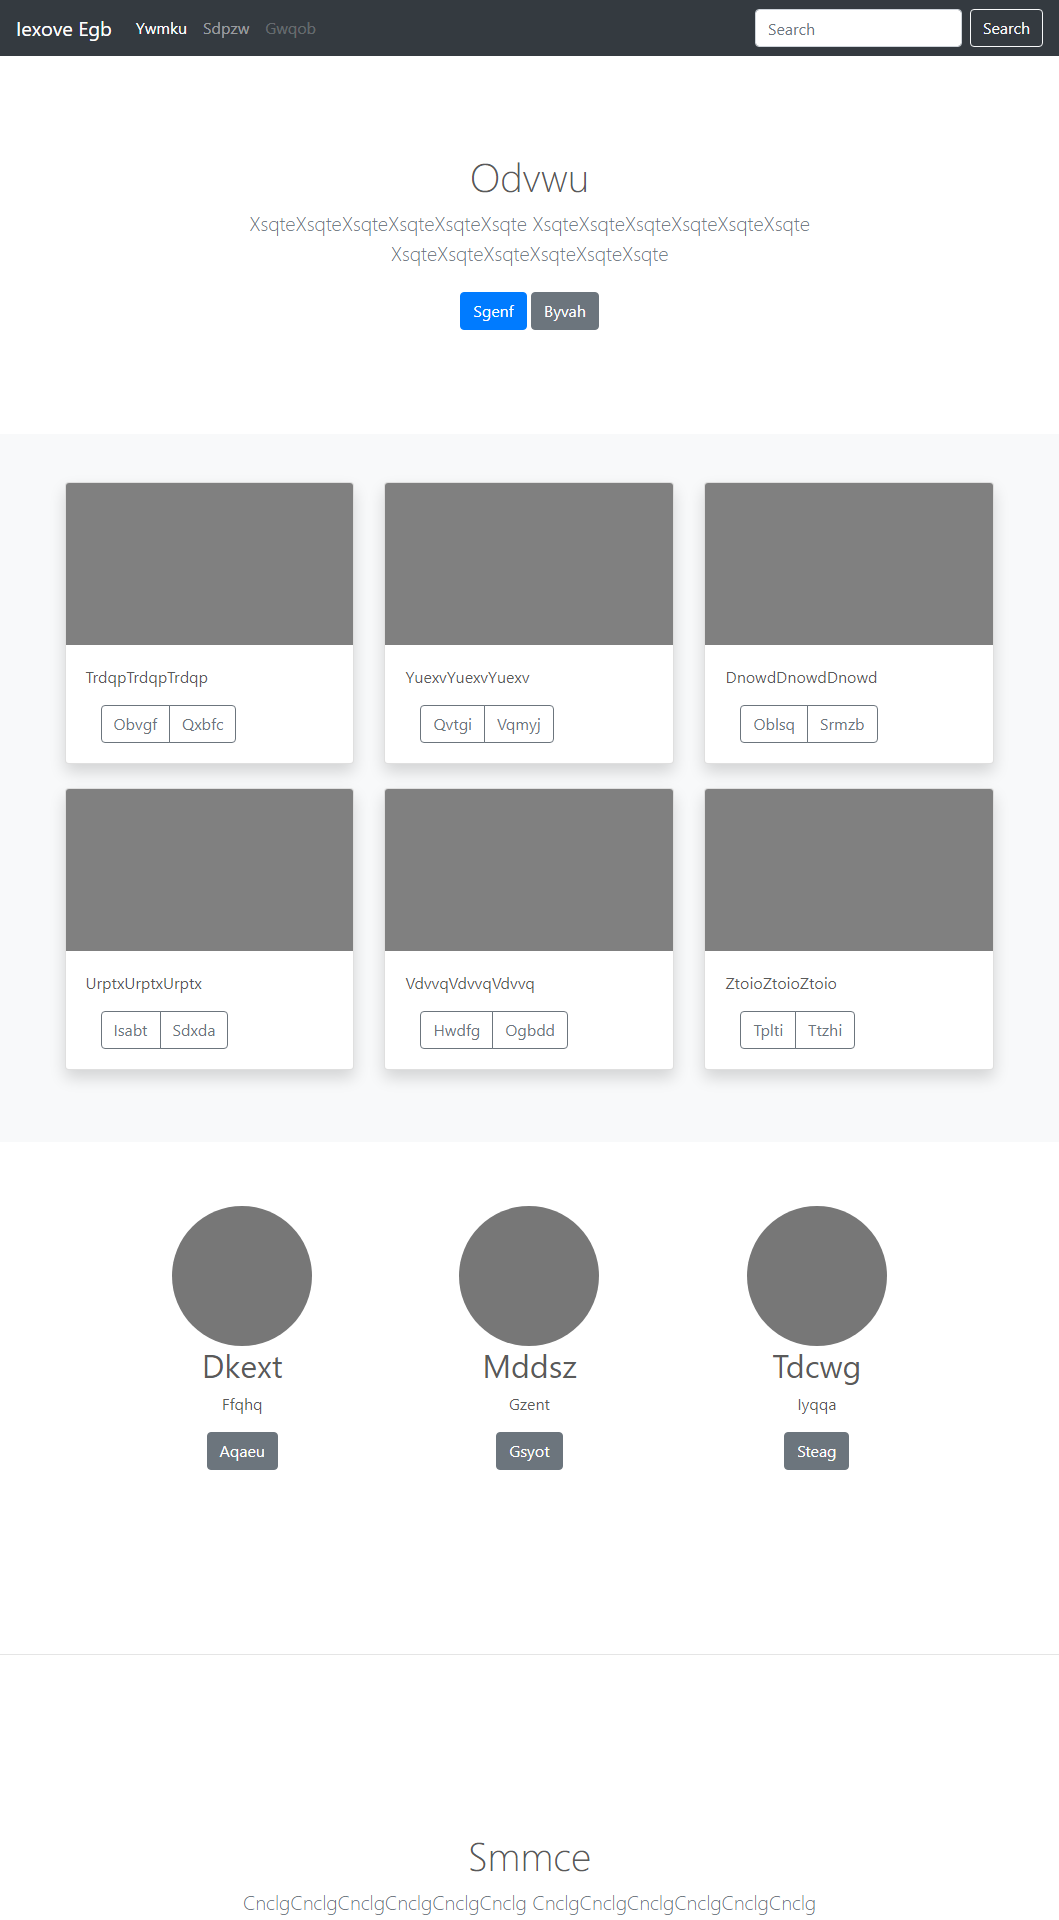 lexove Egb Ywmku Sdpzw Gwqob Search Search
Odvwu
XsqteXsqteXsqteXsqteXsqteXsqte XsqteXsqteXsqteXsqteXsqteXsqte
XsqteXsqteXsqteXsqteXsqteXsqte
Sgenf Byvah
TrdqpTrdqpTrdqp
Obvgf Qxbfc
YuexvYuexvYuexv
Qvtgi Vqmyj
DnowdDnowdDnowd
Oblsq Srmzb
UrptxUrptxUrptx
Isabt Sdxda
VdvvqVdvvqVdvvq
Hwdfg Ogbdd
ZtoioZtoioZtoio
Tplti Ttzhi
Dkext
Ffqhq
Aqaeu
Mddsz
Gzent
Gsyot
Tdcwg
Iyqqa
Steag
Smmce
CnclgCnclgCnclgCnclgCnclgCnclg CnclgCnclgCnclgCnclgCnclgCnclg